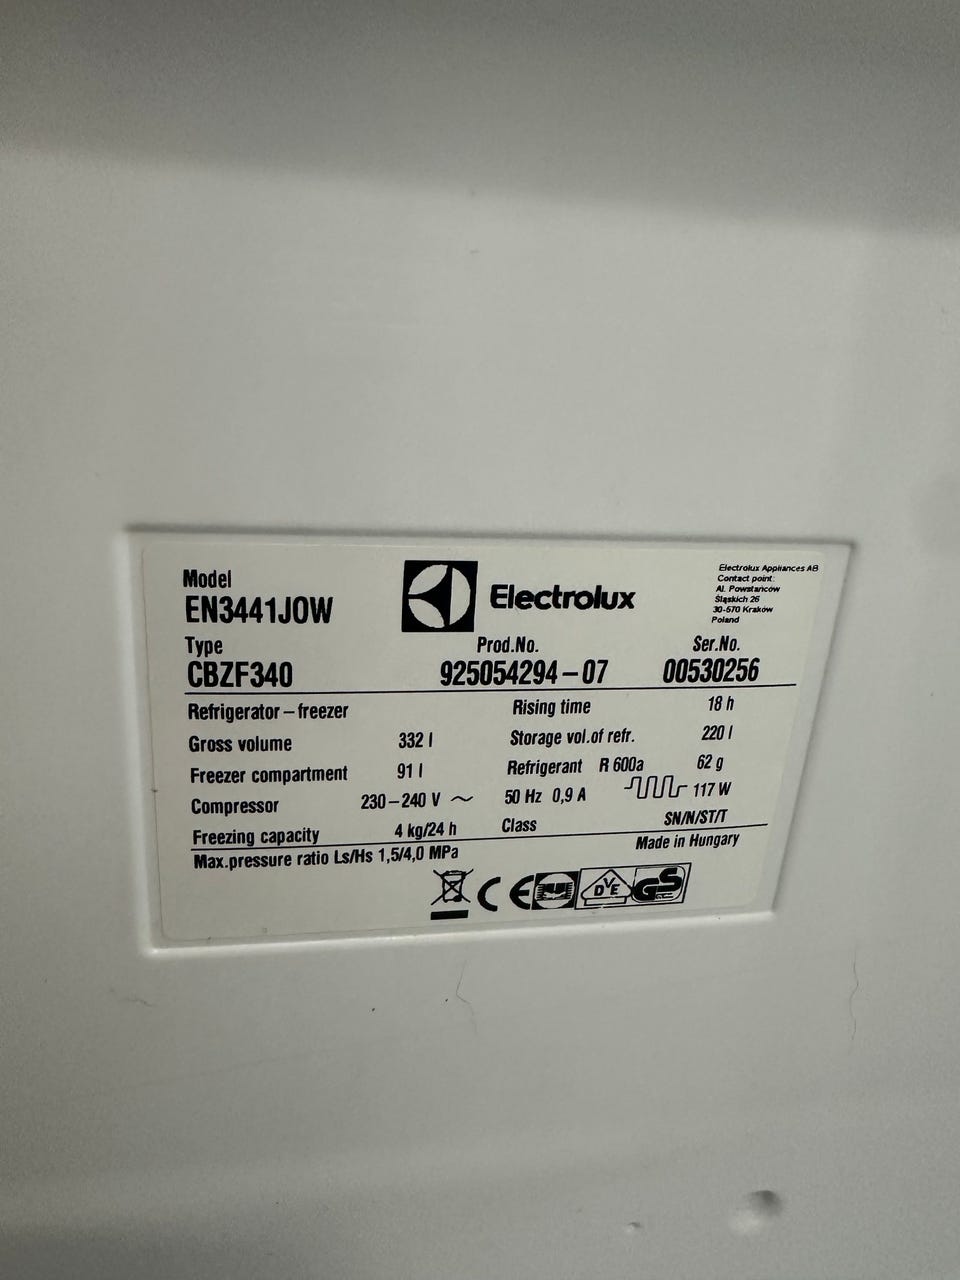 Model
EN3441JOW
Electrolux
Electrolux Appliances AB
Contact point:
Al. Powstańców
Śląskich 26
30-570 Kraków
Poland
Type
CBZF340
Prod.No.
925054294-07
Ser.No.
00530256
Refrigerator-freezer
Rising time 18 h
Gross volume 332 l
Storage vol.of refr. 220 l
Freezer compartment 91 l
Refrigerant R 600a 62 g
Compressor 230-240 V ~ 50 Hz 0,9 A 117 W
Freezing capacity 4 kg/24 h
Class SN/N/ST/T
Max.pressure ratio Ls/Hs 1,5/4,0 MPa
Made in Hungary
CE
DVE
GS